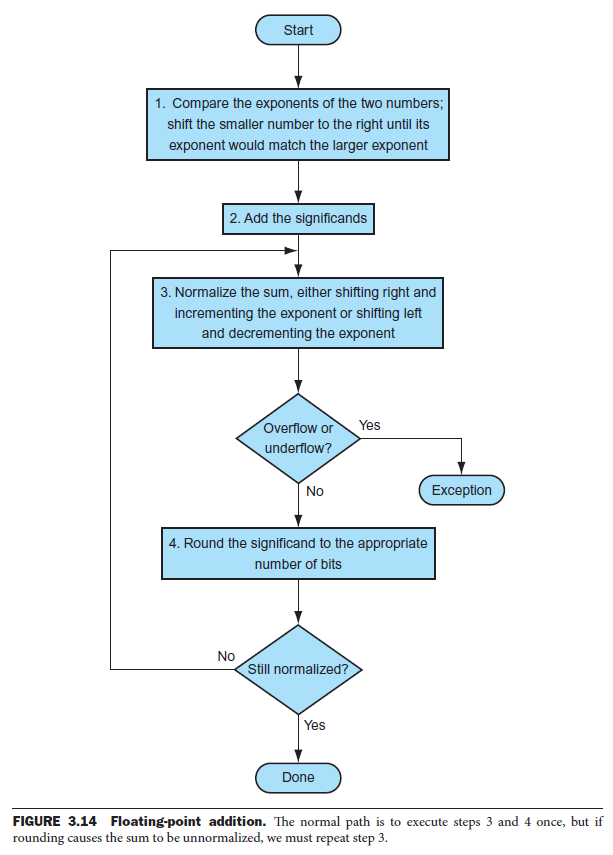 Start
1. Compare the exponents of the two numbers;
shift the smaller number to the right until its
exponent would match the larger exponent
2. Add the significands
3. Normalize the sum, either shifting right and
incrementing the exponent or shifting left
and decrementing the exponent
Overflow or
underflow?
Yes
No
Exception
4. Round the significand to the appropriate
number of bits
No
Still normalized?
Yes
Done
FIGURE 3.14 Floating-point addition. The normal path is to execute steps 3 and 4 once, but if
rounding causes the sum to be unnormalized, we must repeat step 3.